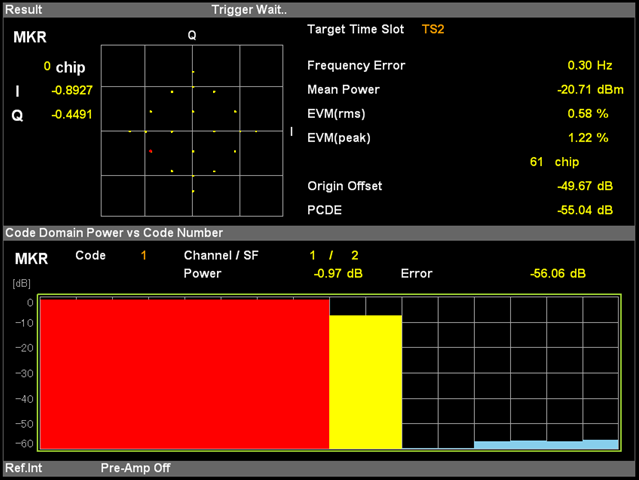 Result Trigger Wait..
MKR Q Target Time Slot TS2
0 chip Frequency Error 0.30 Hz
I -0.8927 Mean Power -20.71 dBm
Q -0.4491 EVM(rms) 0.58 %
I EVM(peak) 1.22 %
61 chip
Origin Offset -49.67 dB
PCDE -55.04 dB
Code Domain Power vs Code Number
MKR Code 1 Channel / SF 1 / 2
Power -0.97 dB Error -56.06 dB
[dB]
0
-10
-20
-30
-40
-50
-60
Ref.Int Pre-Amp Off